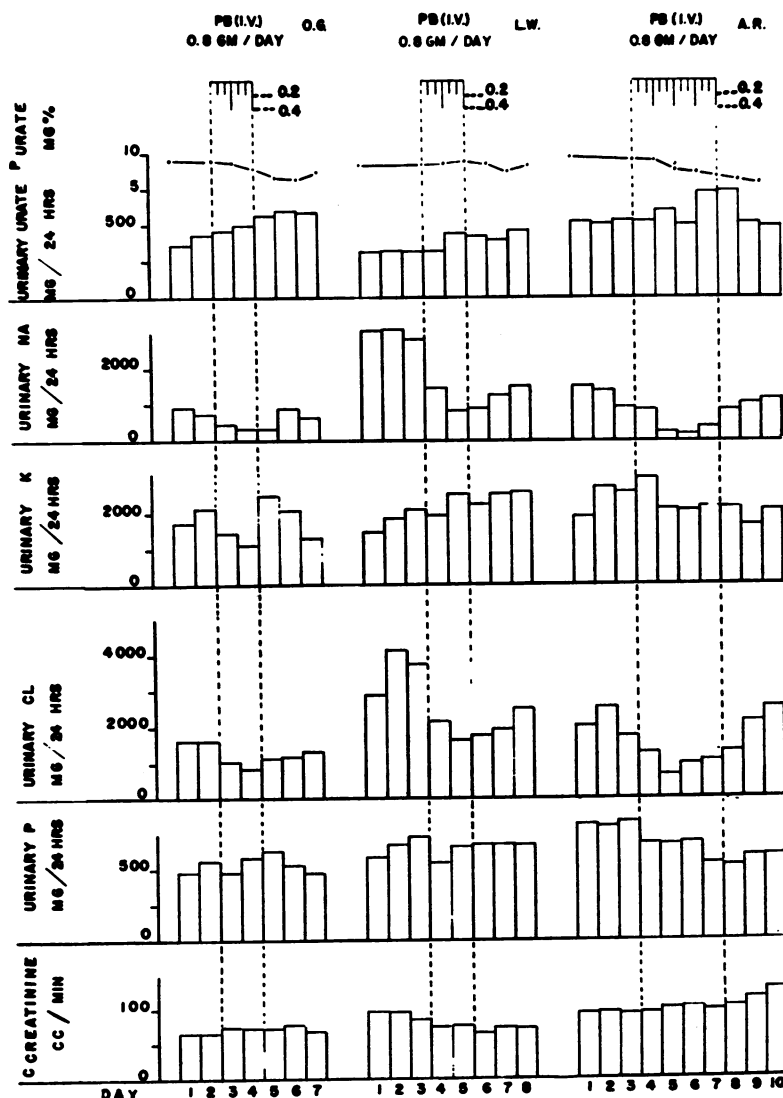 PB (I.V.) O.G.
0.8 GM / DAY
PB (I.V.) L.W.
0.8 GM / DAY
PB (I.V.) A.R.
0.8 GM / DAY
0.2
0.4
0.2
0.4
0.2
0.4
P URATE MG%
10
5
URINARY URATE
MG / 24 HRS
500
0
URINARY NA
MG / 24 HRS
2000
0
URINARY K
MG / 24 HRS
2000
0
URINARY CL
MG / 24 HRS
4000
2000
0
URINARY P
MG / 24 HRS
500
0
C CREATININE
CC / MIN
100
0
DAY 1 2 3 4 5 6 7 1 2 3 4 5 6 7 8 1 2 3 4 5 6 7 8 9 10